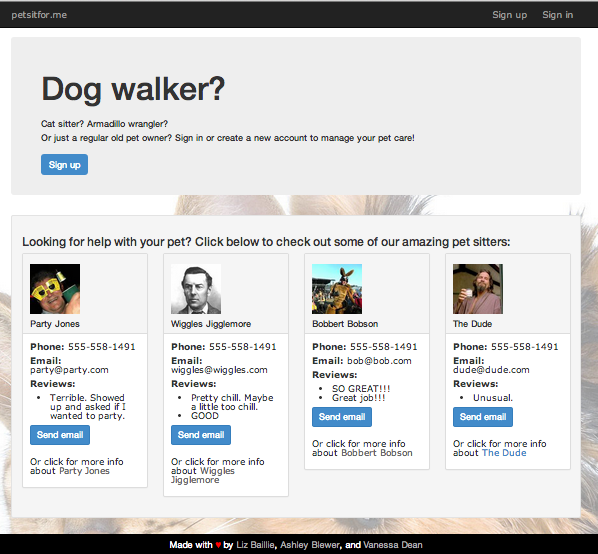 petsitfor.me Sign up Sign in
Dog walker?
Cat sitter? Armadillo wrangler?
Or just a regular old pet owner? Sign in or create a new account to manage your pet care!
Sign up
Looking for help with your pet? Click below to check out some of our amazing pet sitters:
Party Jones
Phone: 555-558-1491
Email:
party@party.com
Reviews:
• Terrible. Showed
up and asked if I
wanted to party.
Send email
Or click for more info
about Party Jones
Wiggles Jigglemore
Phone: 555-558-1491
Email:
wiggles@wiggles.com
Reviews:
• Pretty chill. Maybe
a little too chill.
• GOOD
Send email
Or click for more info
about Wiggles
Jigglemore
Bobbert Bobson
Phone: 555-558-1491
Email: bob@bob.com
Reviews:
• SO GREAT!!!
• Great job!!!
Send email
Or click for more info
about Bobbert Bobson
The Dude
Phone: 555-558-1491
Email:
dude@dude.com
Reviews:
• Unusual.
Send email
Or click for more info
about The Dude
Made with ♥ by Liz Baillie, Ashley Blewer, and Vanessa Dean